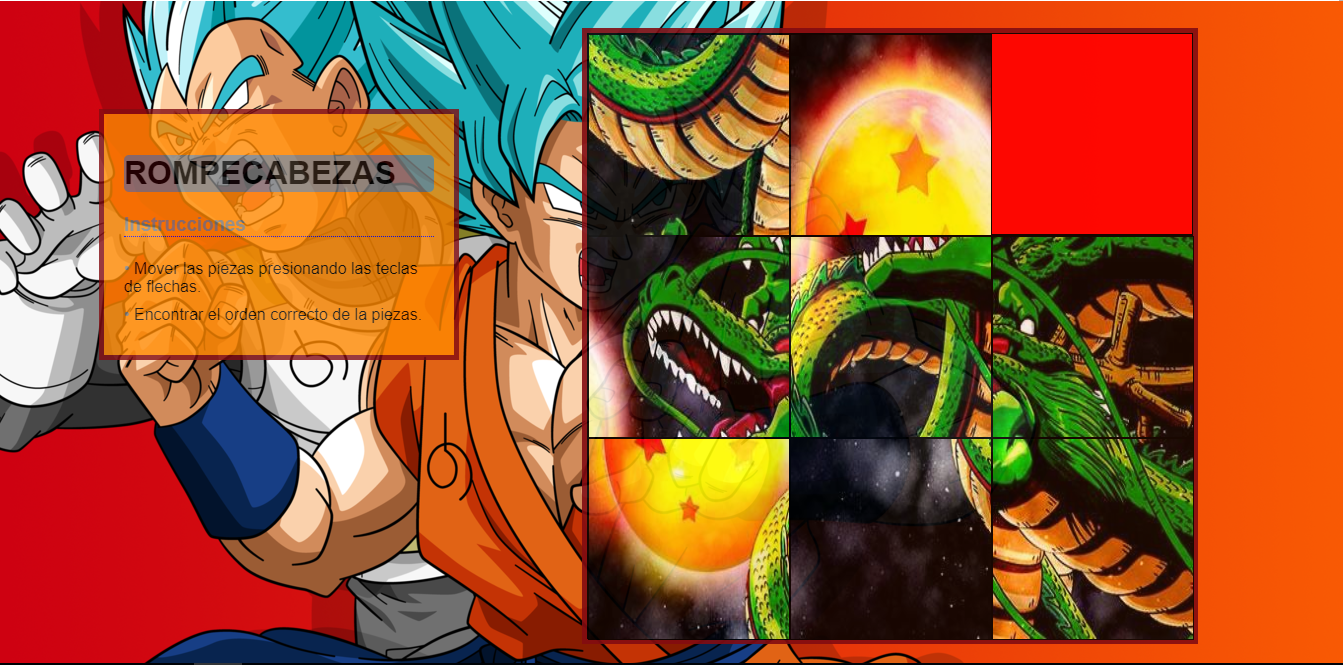 ROMPECABEZAS
Instrucciones
Mover las piezas presionando las teclas
de flechas.
Encontrar el orden correcto de la piezas.